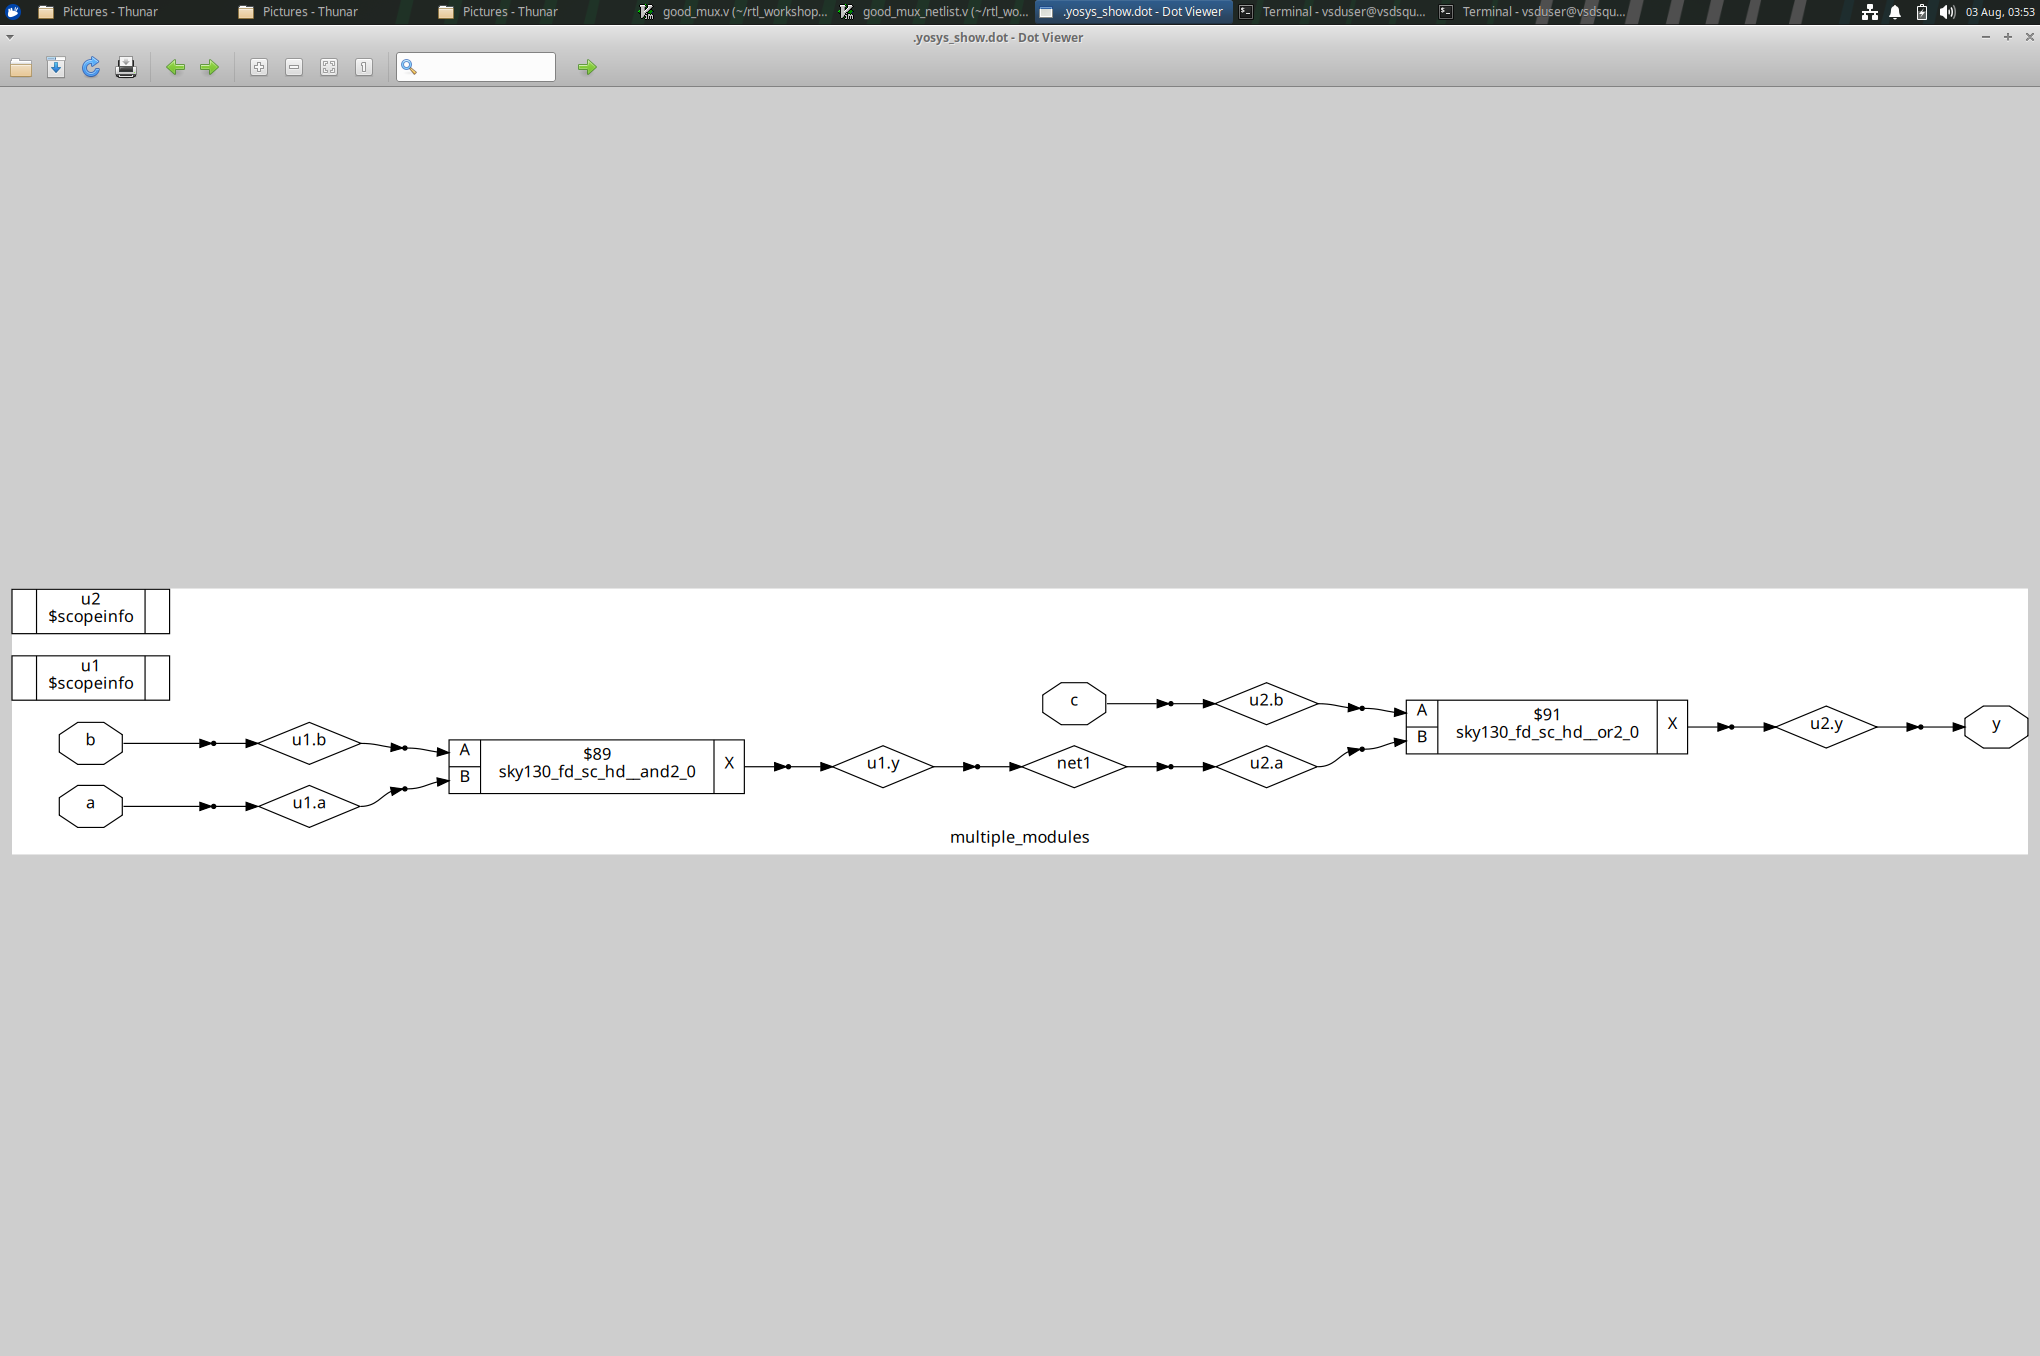 Pictures - Thunar
Pictures - Thunar
Pictures - Thunar
good_mux.v (~/rtl_workshop...
good_mux_netlist.v (~/rtl_wo...
.yosys_show.dot - Dot Viewer
Terminal - vsduser@vsdsqu...
Terminal - vsduser@vsdsqu...
03 Aug, 03:53
.yosys_show.dot - Dot Viewer
1
u2
$scopeinfo
u1
$scopeinfo
b
u1.b
a
u1.a
A
B
$89
sky130_fd_sc_hd__and2_0
X
u1.y
net1
c
u2.b
u2.a
A
B
$91
sky130_fd_sc_hd__or2_0
X
u2.y
y
multiple_modules